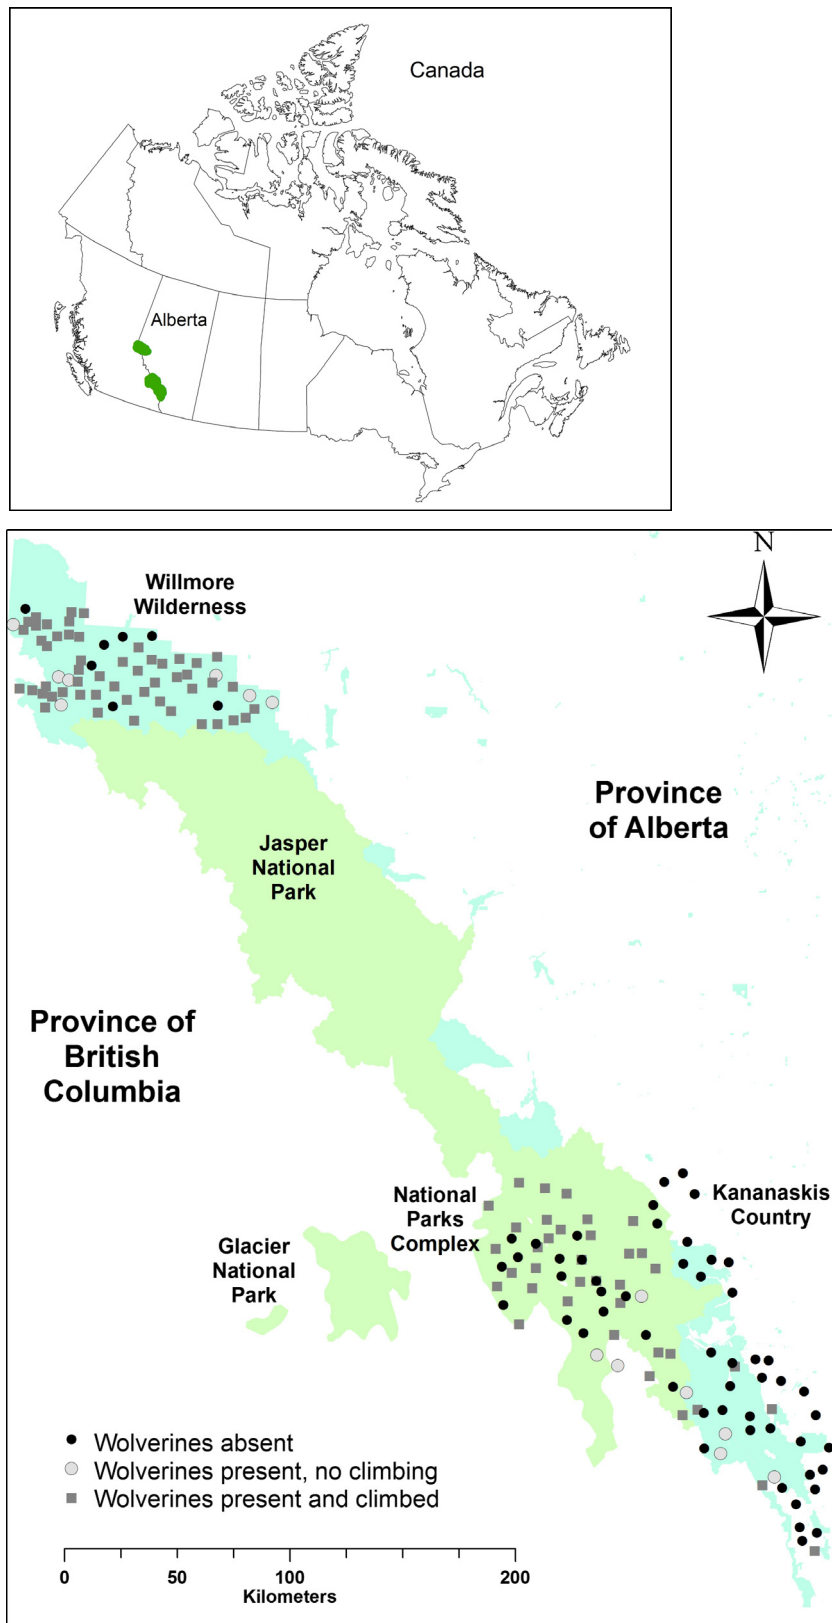 Canada
Alberta
N
Willmore
Wilderness
Province
of Alberta
Jasper
National
Park
Province of
British
Columbia
National
Parks
Complex
Kananaskis
Country
Glacier
National
Park
Wolverines absent
Wolverines present, no climbing
Wolverines present and climbed
0 50 100 200
Kilometers